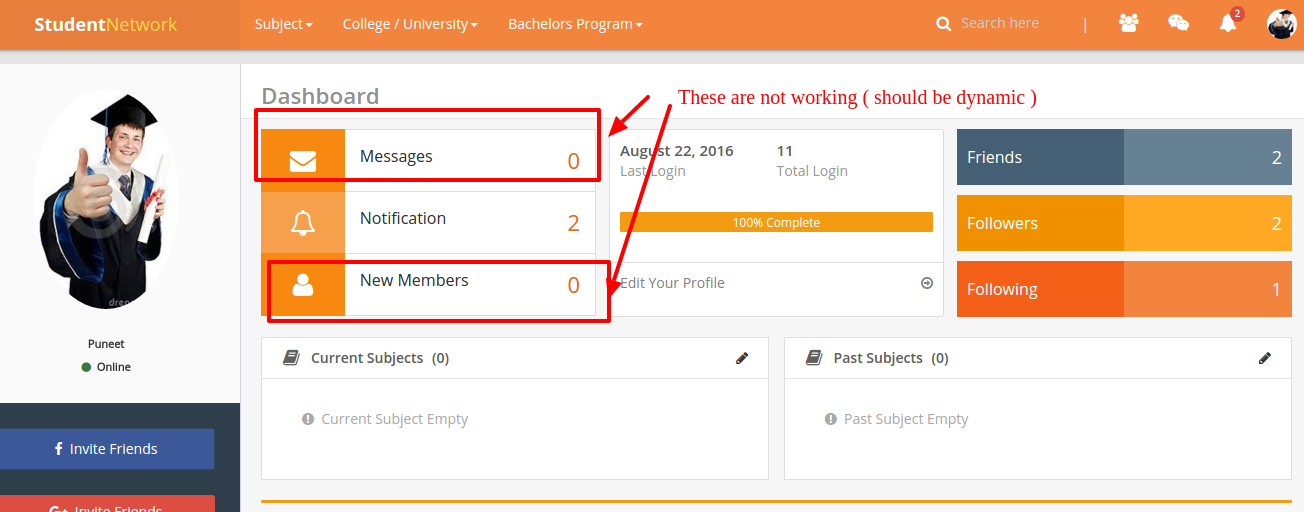 StudentNetwork Subject College / University Bachelors Program Search here | 2
Dashboard
These are not working ( should be dynamic )
Messages 0
Notification 2
New Members 0
August 22, 2016 11
Last Login Total Login
100% Complete
Edit Your Profile
Friends 2
Followers 2
Following 1
Puneet
Online
Invite Friends
Invite Friends
Current Subjects (0)
Current Subject Empty
Past Subjects (0)
Past Subject Empty